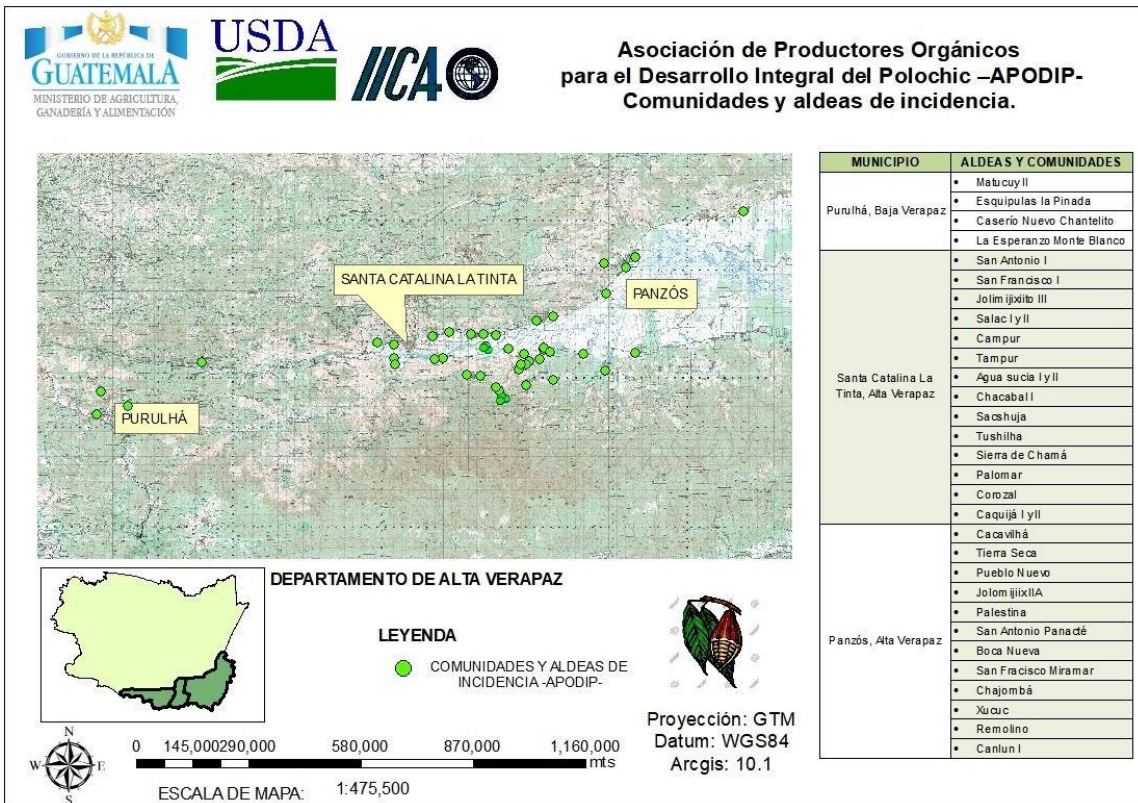 GOBIERNO DE LA REPÚBLICA DE
GUATEMALA
MINISTERIO DE AGRICULTURA,
GANADERÍA Y ALIMENTACIÓN
USDA
IICA
Asociación de Productores Orgánicos
para el Desarrollo Integral del Polochic –APODIP-
Comunidades y aldeas de incidencia.
SANTA CATALINA LA TINTA
PANZÓS
PURULHÁ
MUNICIPIO ALDEAS Y COMUNIDADES
Purulhá, Baja Verapaz
• Matucuy II
• Esquipulas la Pinada
• Caserío Nuevo Chantelito
• La Esperanzo Monte Blanco
Santa Catalina La
Tinta, Alta Verapaz
• San Antonio I
• San Francisco I
• Jolimijixiito III
• Salac I y II
• Campur
• Tampur
• Agua sucia I y II
• Chacabal I
• Sacshuja
• Tushilha
• Sierra de Chamá
• Palomar
• Corozal
• Caquijá I y II
Panzós, Alta Verapaz
• Cacavilhá
• Tierra Seca
• Pueblo Nuevo
• JolomijiixIIA
• Palestina
• San Antonio Panacté
• Boca Nueva
• San Fracisco Miramar
• Chajombá
• Xucuc
• Remolino
• Canlun I
DEPARTAMENTO DE ALTA VERAPAZ
LEYENDA
COMUNIDADES Y ALDEAS DE
INCIDENCIA -APODIP-
Proyección: GTM
Datum: WGS84
Arcgis: 10.1
N
W E
S
0 145,000 290,000 580,000 870,000 1,160,000
mts
ESCALA DE MAPA: 1:475,500